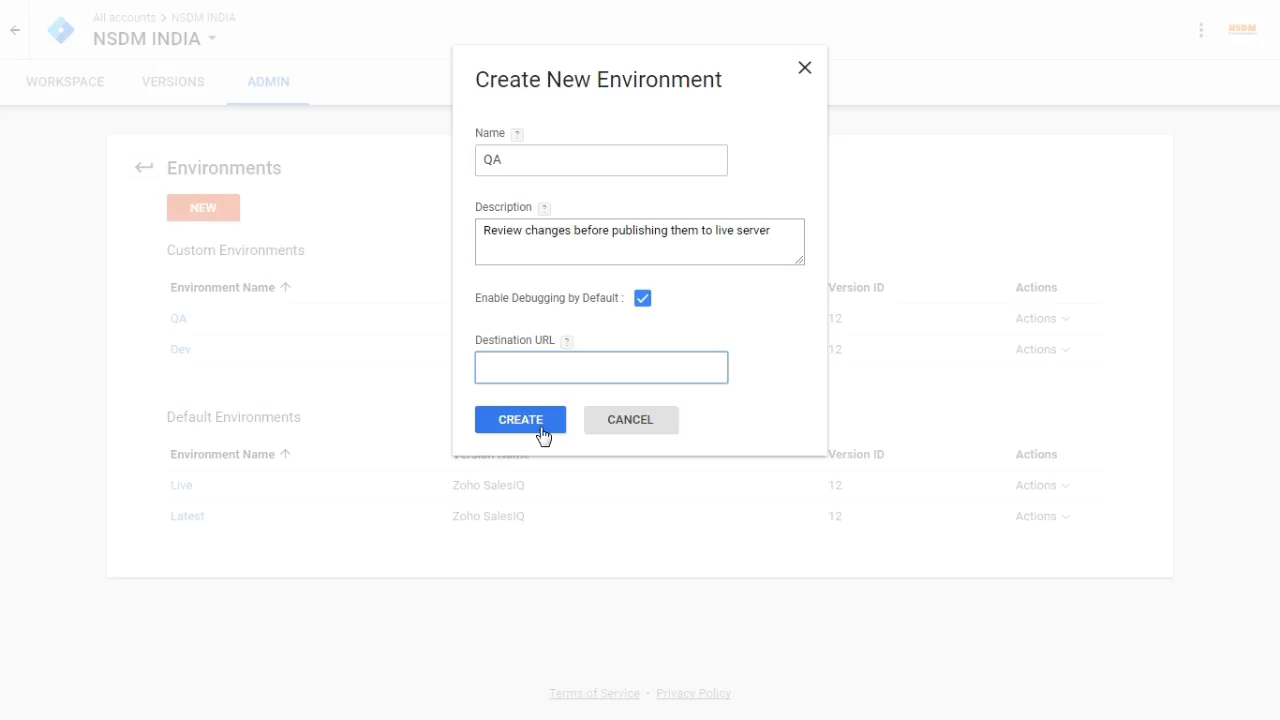 All accounts > NSDM INDIA
NSDM INDIA
NSDM
WORKSPACE VERSIONS ADMIN
Create New Environment
Name ?
QA
Description ?
Review changes before publishing them to live server
Enable Debugging by Default :
Destination URL ?
CREATE CANCEL
Environments
NEW
Custom Environments
Environment Name Version ID Actions
QA 12 Actions
Dev 12 Actions
Default Environments
Environment Name Version Name Version ID Actions
Live Zoho SalesIQ 12 Actions
Latest Zoho SalesIQ 12 Actions
Terms of Service · Privacy Policy